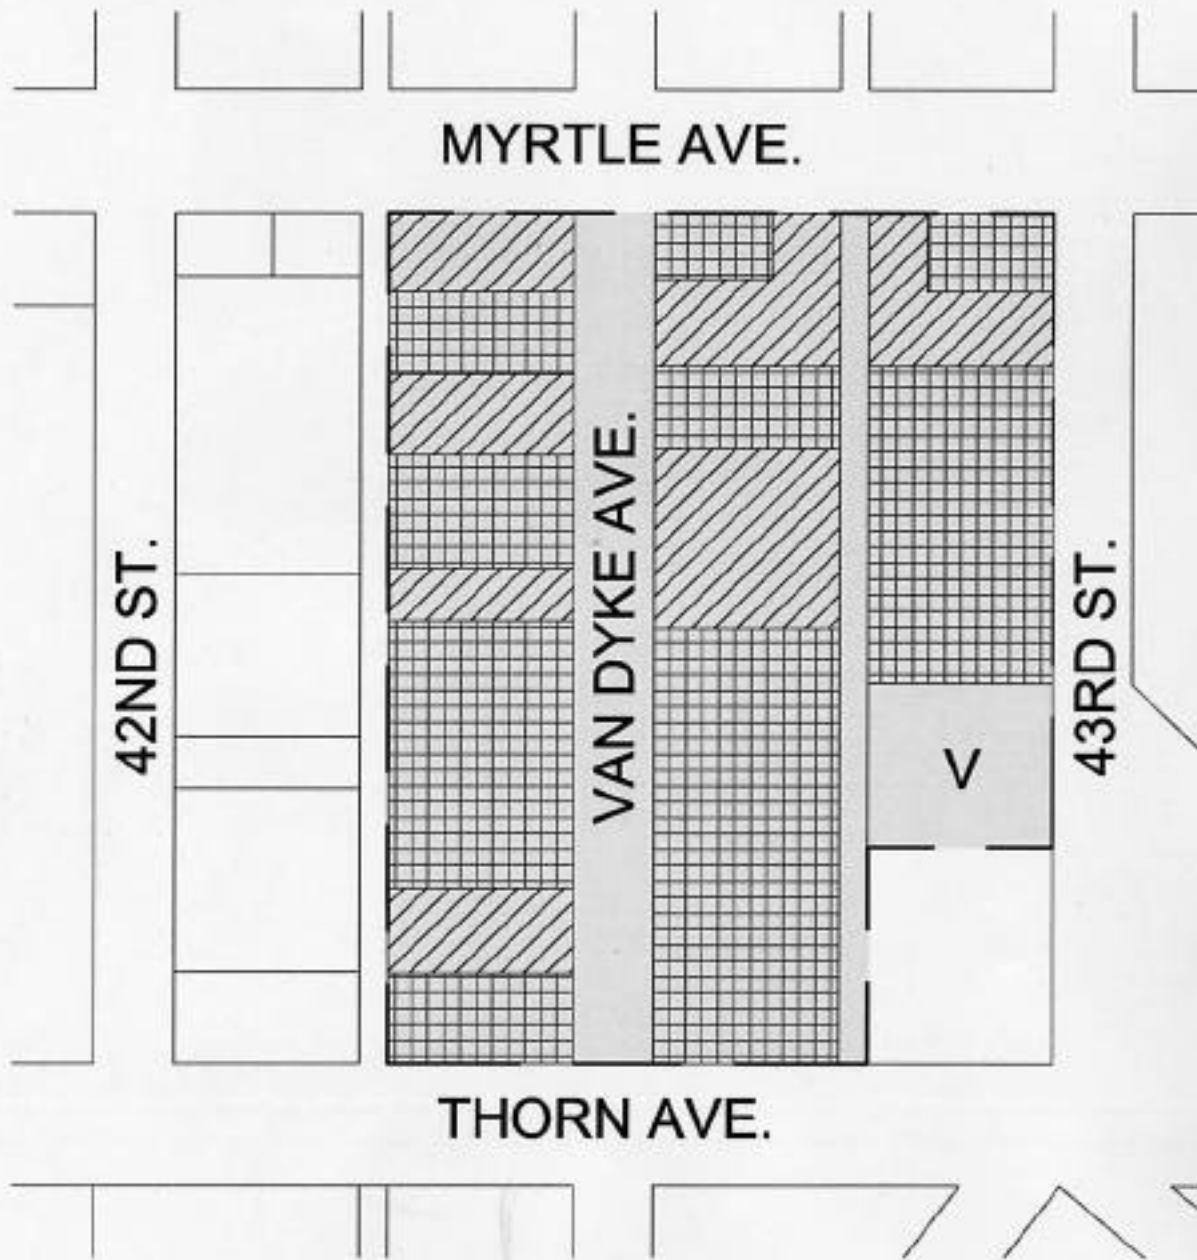 MYRTLE AVE.
42ND ST.
VAN DYKE AVE.
V
43RD ST.
THORN AVE.